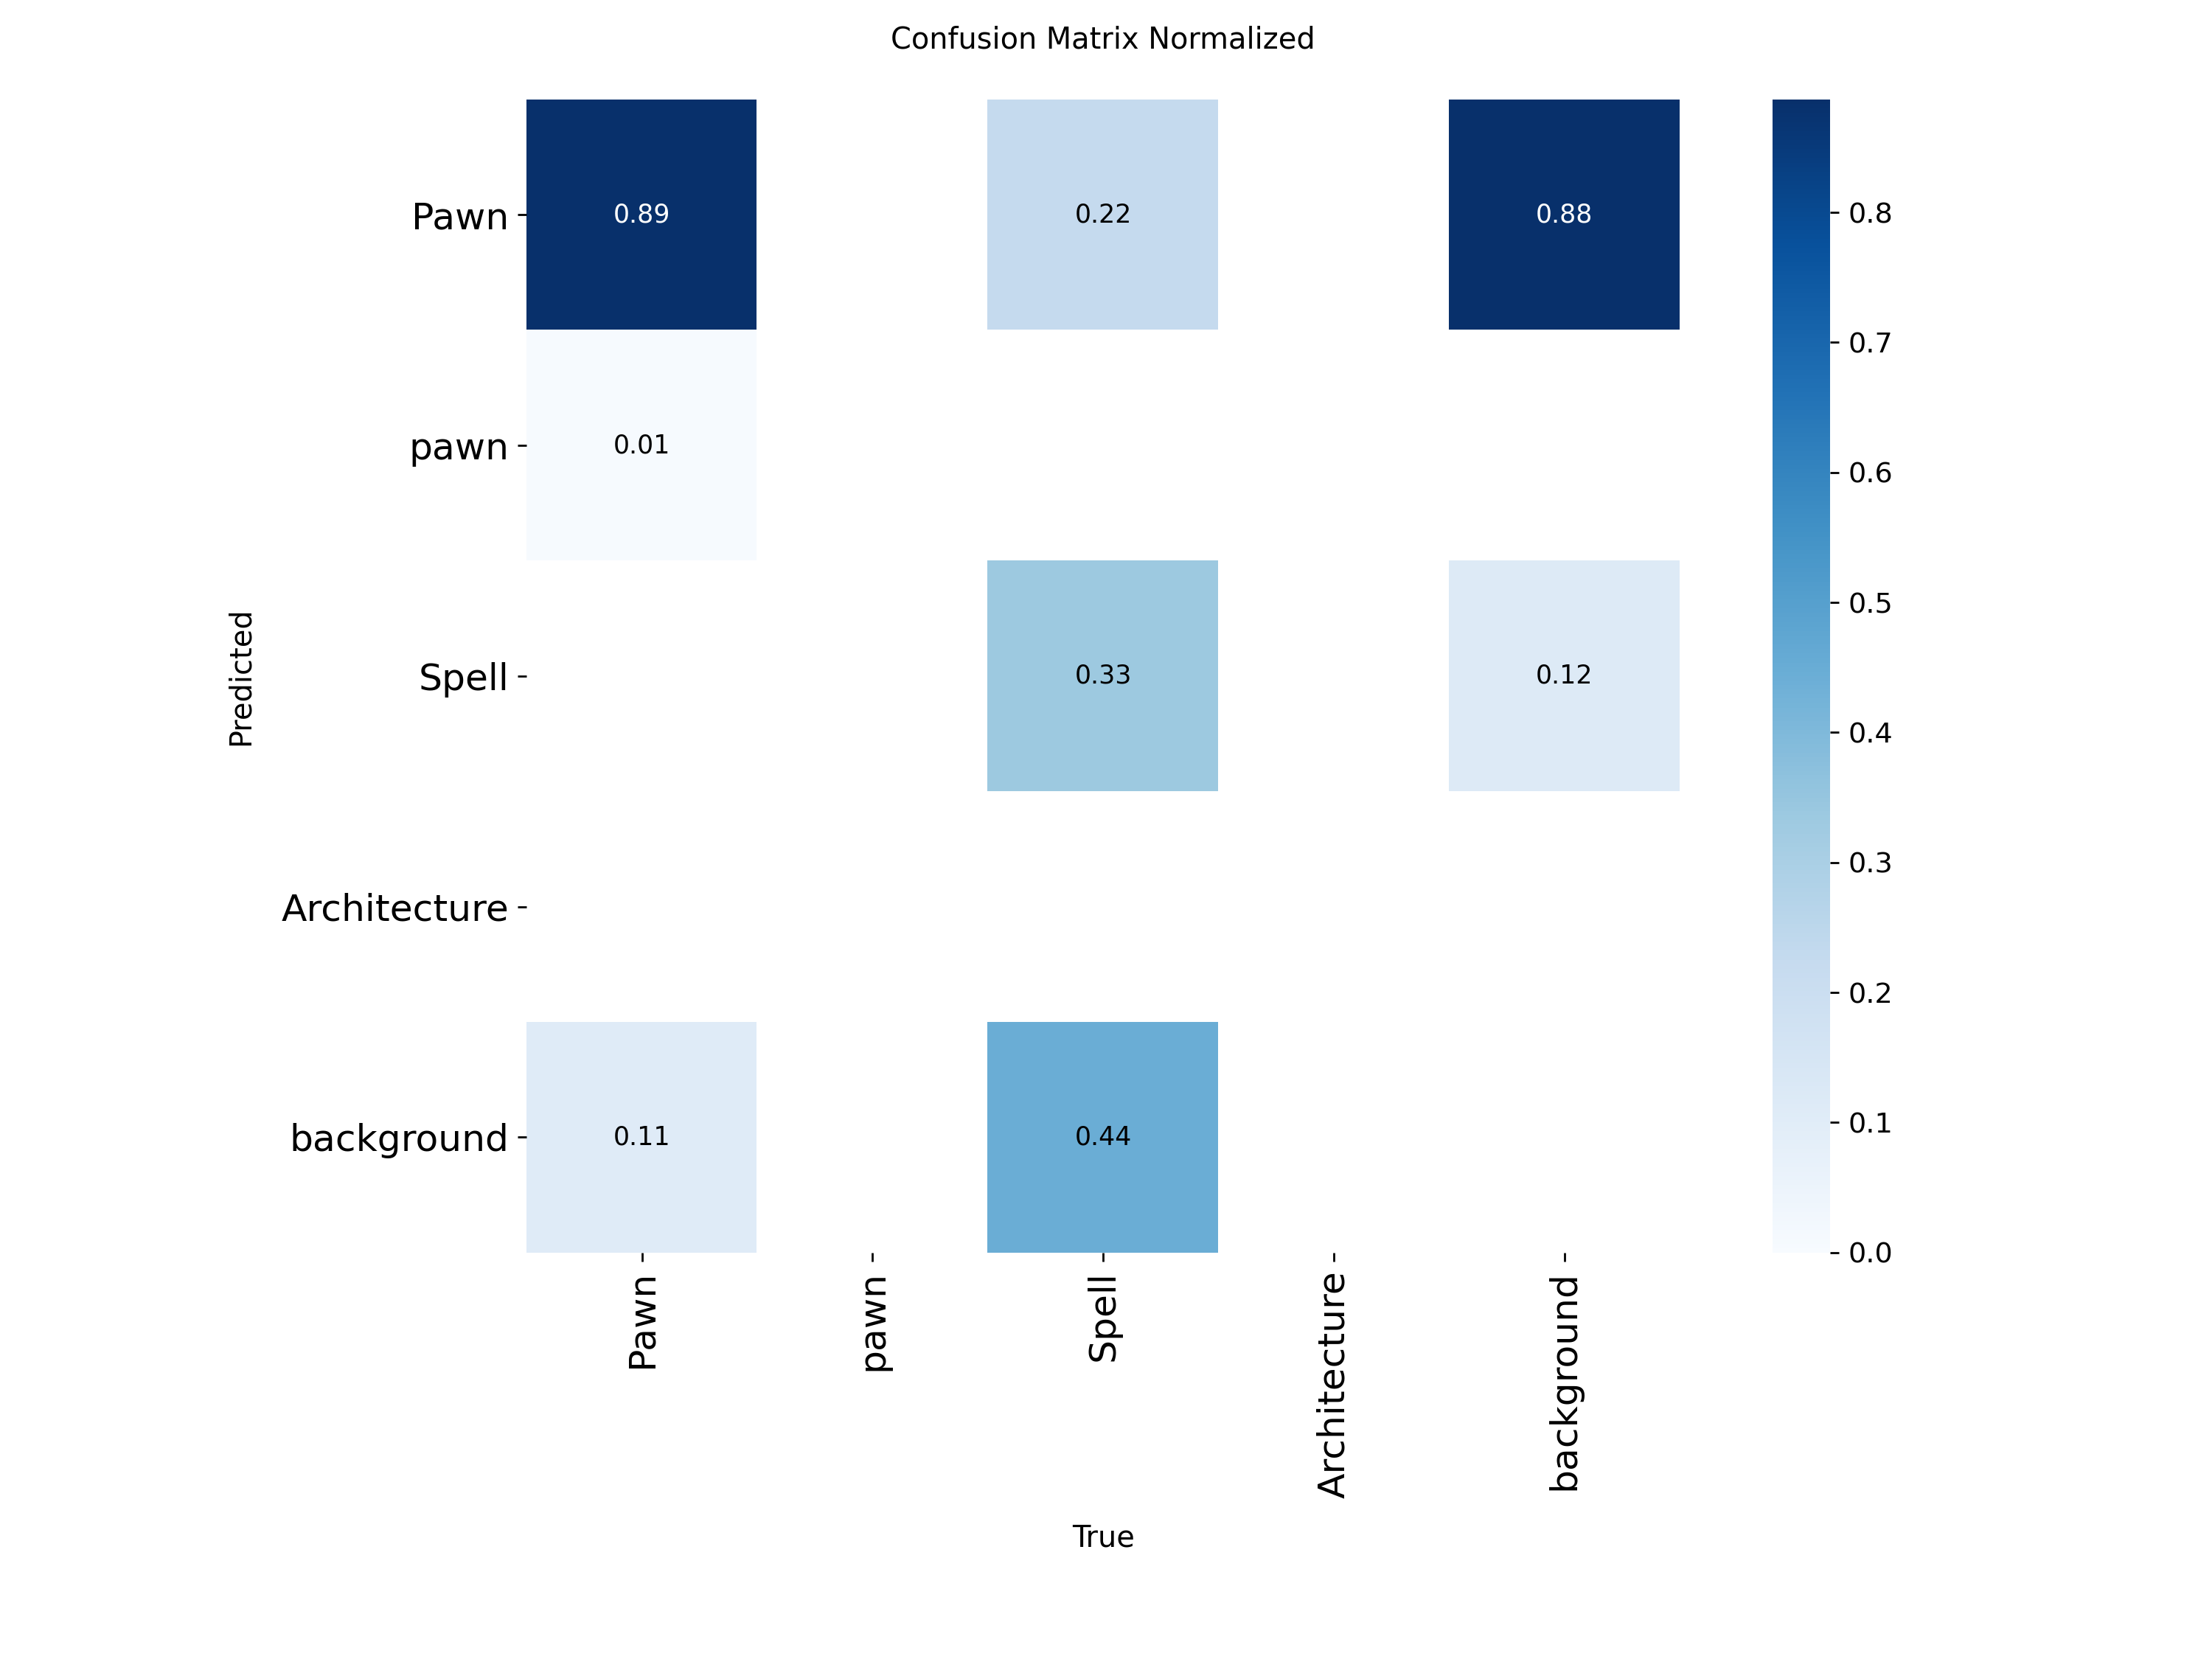 Confusion Matrix Normalized
Pawn
0.89
0.22
0.88
pawn
0.01
Spell
0.33
0.12
Architecture
background
0.11
0.44
Predicted
Pawn
pawn
Spell
Architecture
background
True
0.8
0.7
0.6
0.5
0.4
0.3
0.2
0.1
0.0